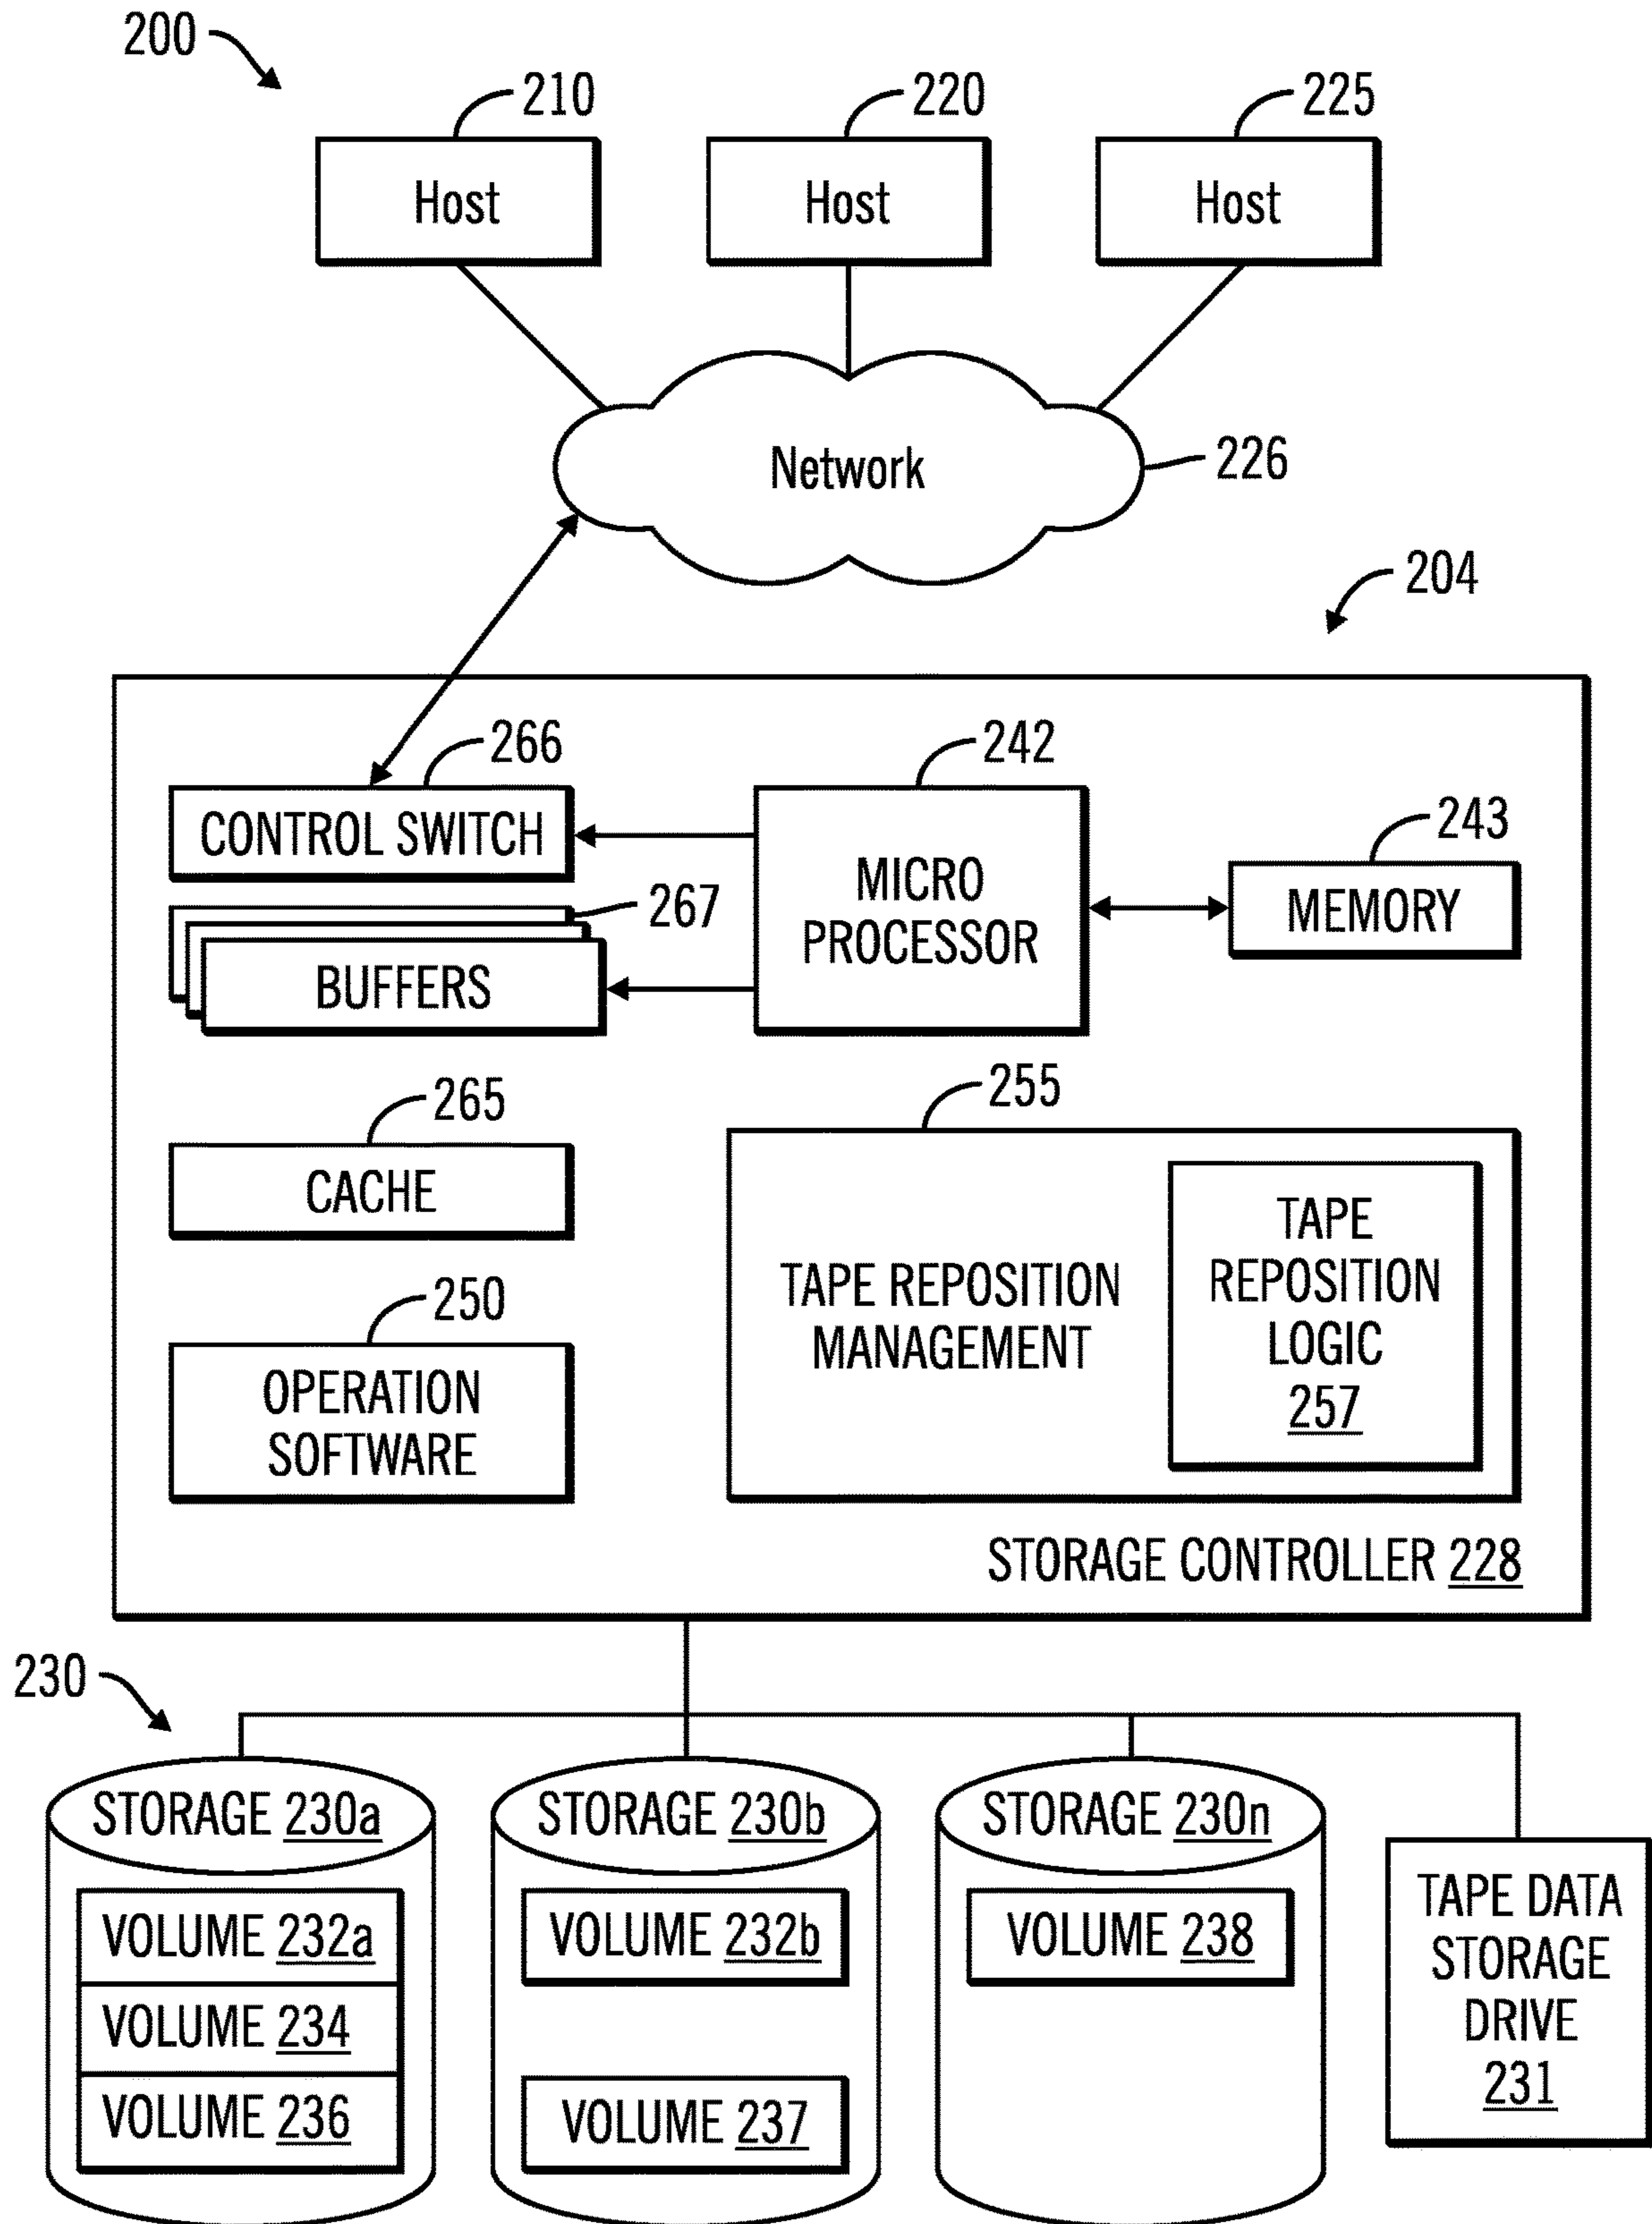 200
210
220
225
Host
Host
Host
Network
226
204
266
242
243
CONTROL SWITCH
MICRO
PROCESSOR
MEMORY
267
BUFFERS
265
255
CACHE
TAPE REPOSITION
MANAGEMENT
TAPE
REPOSITION
LOGIC
257
250
OPERATION
SOFTWARE
STORAGE CONTROLLER 228
230
STORAGE 230a
VOLUME 232a
VOLUME 234
VOLUME 236
STORAGE 230b
VOLUME 232b
VOLUME 237
STORAGE 230n
VOLUME 238
TAPE DATA
STORAGE
DRIVE
231